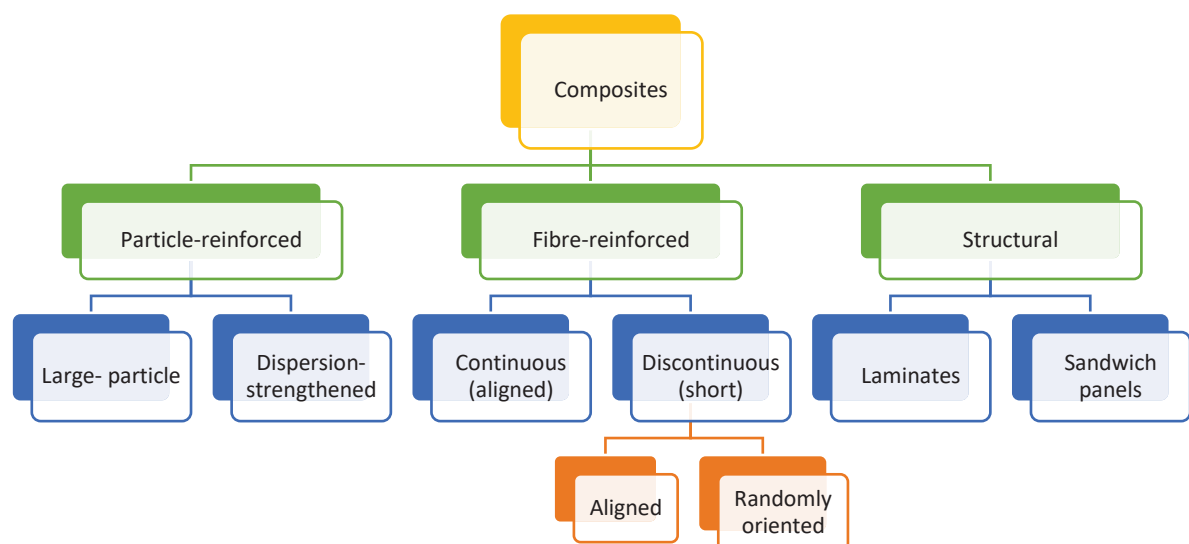 Composites
Particle-reinforced
Fibre-reinforced
Structural
Large- particle
Dispersion-
strengthened
Continuous
(aligned)
Discontinuous
(short)
Laminates
Sandwich
panels
Aligned
Randomly
oriented